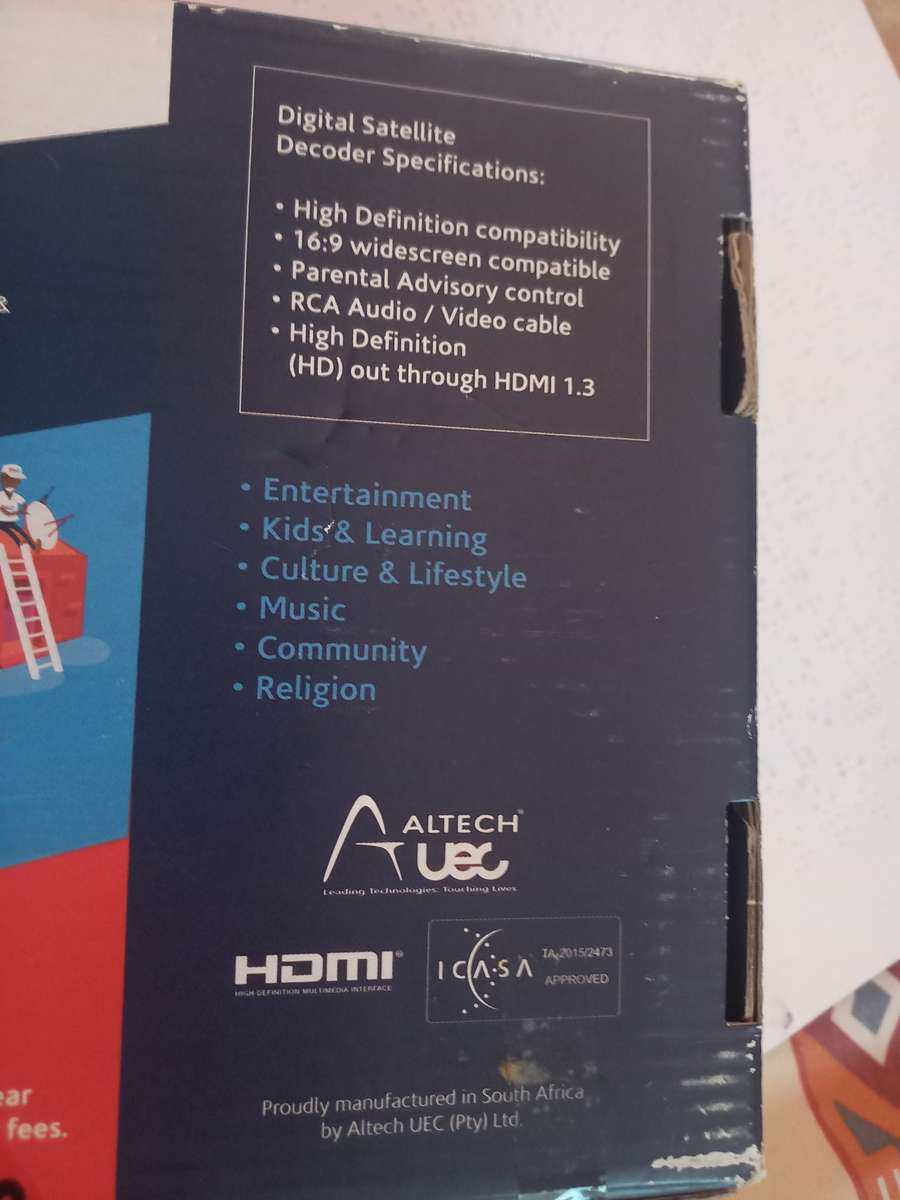 Digital Satellite
Decoder Specifications:
• High Definition compatibility
• 16:9 widescreen compatible
• Parental Advisory control
• RCA Audio / Video cable
• High Definition
(HD) out through HDMI 1.3
&
• Entertainment
• Kids & Learning
• Culture & Lifestyle
• Music
• Community
• Religion
ALTECH
UEC
Leading Technologies. Touching Lives.
HDMI®
HIGH-DEFINITION MULTIMEDIA INTERFACE
ICASA
TA-2015/2473
APPROVED
ear
fees.
Proudly manufactured in South Africa
by Altech UEC (Pty) Ltd.